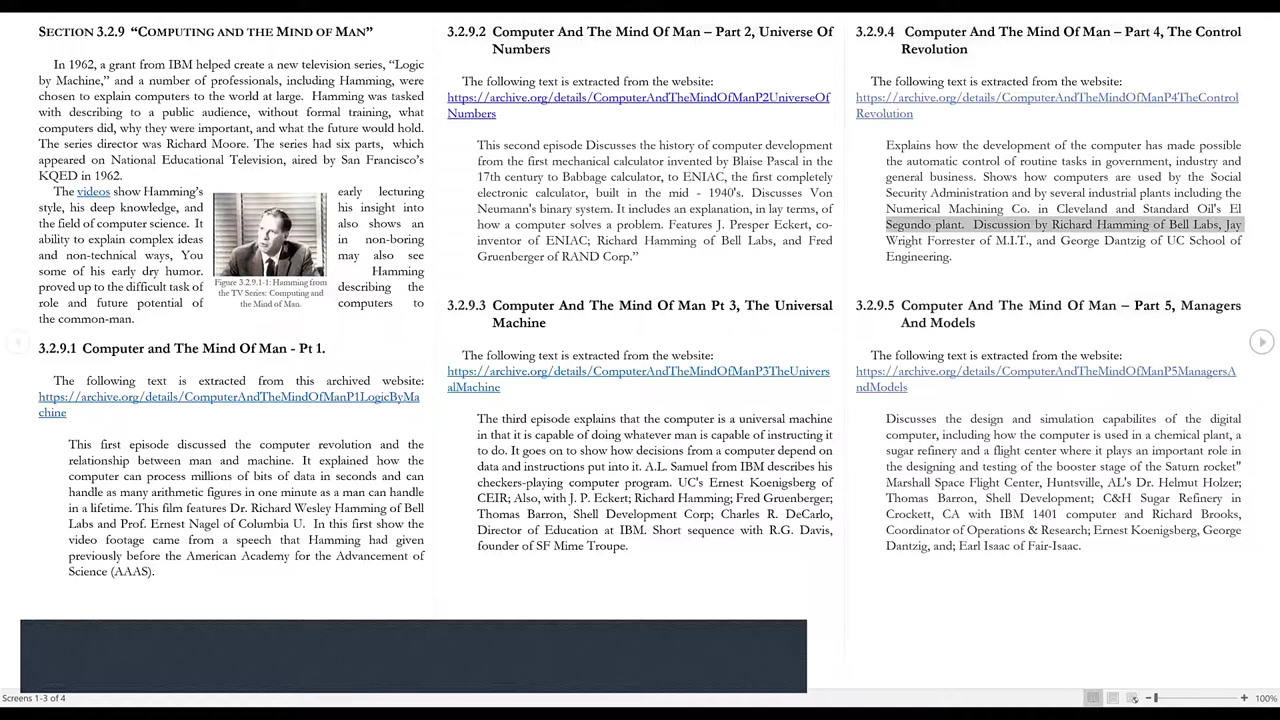 SECTION 3.2.9 “COMPUTING AND THE MIND OF MAN”
In 1962, a grant from IBM helped create a new television series, “Logic
by Machine,” and a number of professionals, including Hamming, were
chosen to explain computers to the world at large. Hamming was tasked
with describing to a public audience, without formal training, what
computers did, why they were important, and what the future would hold.
The series director was Richard Moore. The series had six parts, which
appeared on National Educational Television, aired by San Francisco’s
KQED in 1962.
The videos show Hamming’s early lecturing
style, his deep knowledge, and his insight into
the field of computer science. It also shows an
ability to explain complex ideas in non-boring
and non-technical ways, You may also see
some of his early dry humor. Hamming
proved up to the difficult task of describing the
role and future potential of computers to
the common-man.
Figure 3.2.9.1-1: Hamming from
the TV Series: Computing and
the Mind of Man.
3.2.9.1 Computer and The Mind Of Man - Pt 1.
The following text is extracted from this archived website:
https://archive.org/details/ComputerAndTheMindOfManP1LogicByMa
chine
This first episode discussed the computer revolution and the
relationship between man and machine. It explained how the
computer can process millions of bits of data in seconds and can
handle as many arithmetic figures in one minute as a man can handle
in a lifetime. This film features Dr. Richard Wesley Hamming of Bell
Labs and Prof. Ernest Nagel of Columbia U. In this first show the
video footage came from a speech that Hamming had given
previously before the American Academy for the Advancement of
Science (AAAS).
3.2.9.2 Computer And The Mind Of Man – Part 2, Universe Of
Numbers
The following text is extracted from the website:
https://archive.org/details/ComputerAndTheMindOfManP2UniverseOf
Numbers
This second episode Discusses the history of computer development
from the first mechanical calculator invented by Blaise Pascal in the
17th century to Babbage calculator, to ENIAC, the first completely
electronic calculator, built in the mid - 1940's. Discusses Von
Neumann's binary system. It includes an explanation, in lay terms, of
how a computer solves a problem. Features J. Presper Eckert, co-
inventor of ENIAC; Richard Hamming of Bell Labs, and Fred
Gruenberger of RAND Corp.”
3.2.9.3 Computer And The Mind Of Man Pt 3, The Universal
Machine
The following text is extracted from the website:
https://archive.org/details/ComputerAndTheMindOfManP3TheUnivers
alMachine
The third episode explains that the computer is a universal machine
in that it is capable of doing whatever man is capable of instructing it
to do. It goes on to show how decisions from a computer depend on
data and instructions put into it. A.L. Samuel from IBM describes his
checkers-playing computer program. UC's Ernest Koenigsberg of
CEIR; Also, with J. P. Eckert; Richard Hamming; Fred Gruenberger;
Thomas Barron, Shell Development Corp; Charles R. DeCarlo,
Director of Education at IBM. Short sequence with R.G. Davis,
founder of SF Mime Troupe.
3.2.9.4 Computer And The Mind Of Man – Part 4, The Control
Revolution
The following text is extracted from the website:
https://archive.org/details/ComputerAndTheMindOfManP4TheControl
Revolution
Explains how the development of the computer has made possible
the automatic control of routine tasks in government, industry and
general business. Shows how computers are used by the Social
Security Administration and by several industrial plants including the
Numerical Machining Co. in Cleveland and Standard Oil's El
Segundo plant. Discussion by Richard Hamming of Bell Labs, Jay
Wright Forrester of M.I.T., and George Dantzig of UC School of
Engineering.
3.2.9.5 Computer And The Mind Of Man – Part 5, Managers
And Models
The following text is extracted from the website:
https://archive.org/details/ComputerAndTheMindOfManP5ManagersA
ndModels
Discusses the design and simulation capabilites of the digital
computer, including how the computer is used in a chemical plant, a
sugar refinery and a flight center where it plays an important role in
the designing and testing of the booster stage of the Saturn rocket"
Marshall Space Flight Center, Huntsville, AL's Dr. Helmut Holzer;
Thomas Barron, Shell Development; C&H Sugar Refinery in
Crockett, CA with IBM 1401 computer and Richard Brooks,
Coordinator of Operations & Research; Ernest Koenigsberg, George
Dantzig, and; Earl Isaac of Fair-Isaac.
Screens 1-3 of 4
100%